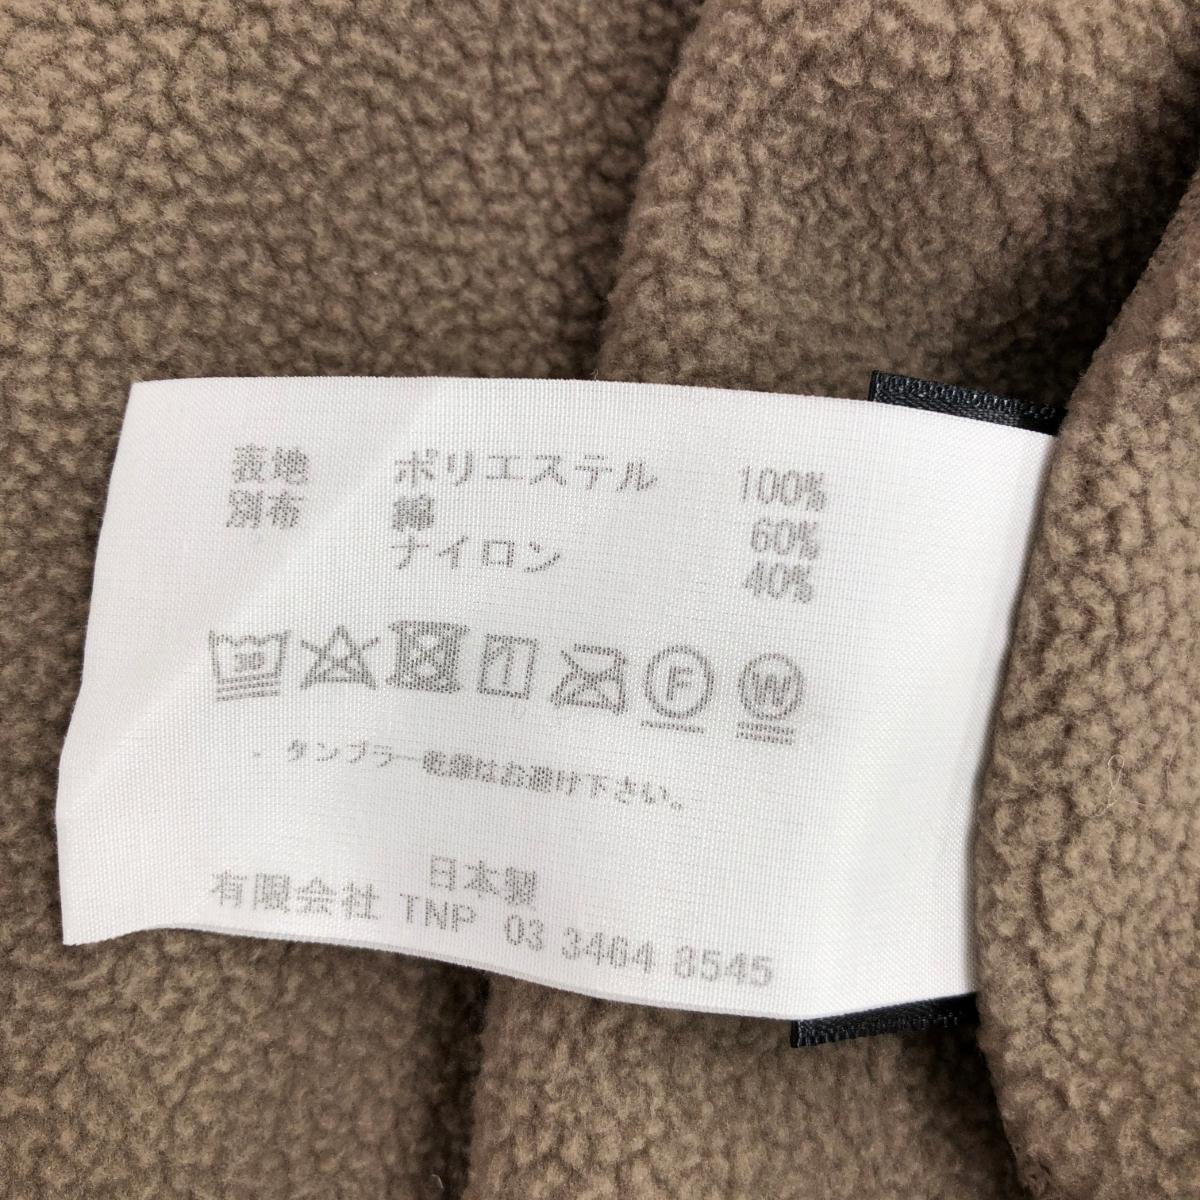 表地 ポリエステル 100%
別布 綿 60%
ナイロン 40%
30 F W
- タンブラー乾燥はお避け下さい。
日本製
有限会社 TNP 03 3464 8545